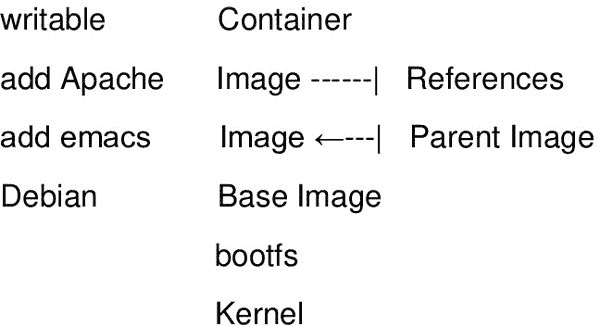 writable Container
add Apache Image ------| References
add emacs Image ←---| Parent Image
Debian Base Image
bootfs
Kernel